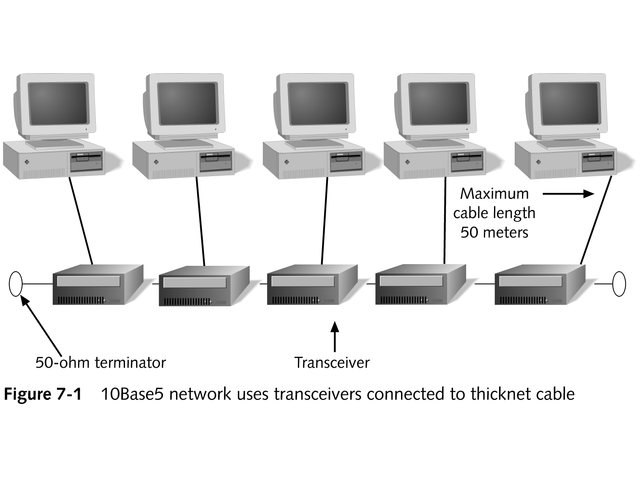 Maximum
cable length
50 meters
50-ohm terminator
Transceiver
Figure 7-1 10Base5 network uses transceivers connected to thicknet cable